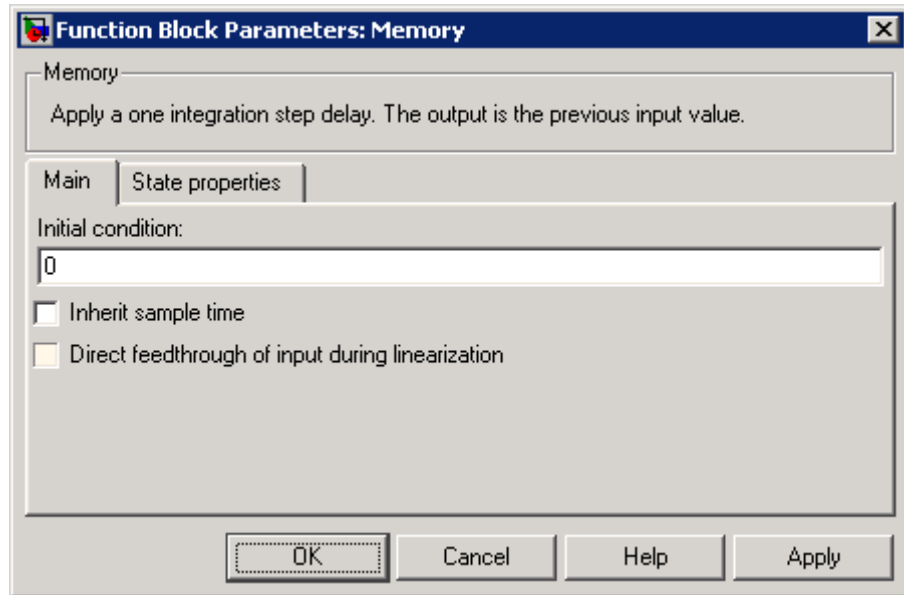 Function Block Parameters: Memory
Memory
Apply a one integration step delay. The output is the previous input value.
Main State properties
Initial condition:
0
Inherit sample time
Direct feedthrough of input during linearization
OK Cancel Help Apply